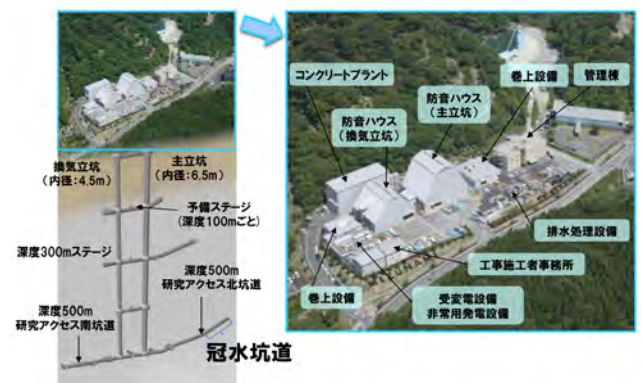 換気立坑
(内径:4.5m)
主立坑
(内径:6.5m)
予備ステージ
(深度100mごと)
深度300mステージ
深度500m
研究アクセス北坑道
深度500m
研究アクセス南坑道
冠水坑道
コンクリートプラント
防音ハウス
(換気立坑)
防音ハウス
(主立坑)
巻上設備
管理棟
排水処理設備
工事施工者事務所
受変電設備
非常用発電設備
巻上設備